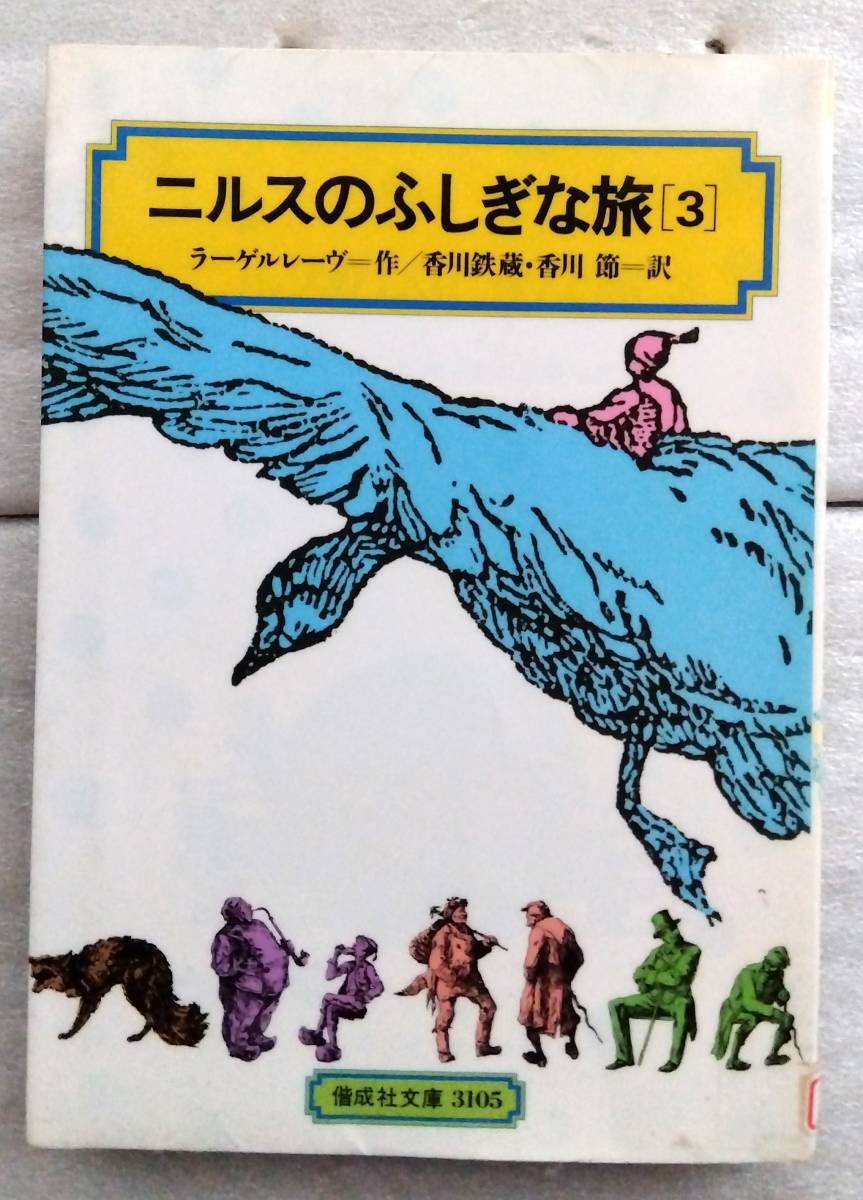 ニルスのふしぎな旅[3]
ラーゲルレーヴ=作/香川鉄蔵・香川 節=訳
偕成社文庫 3105